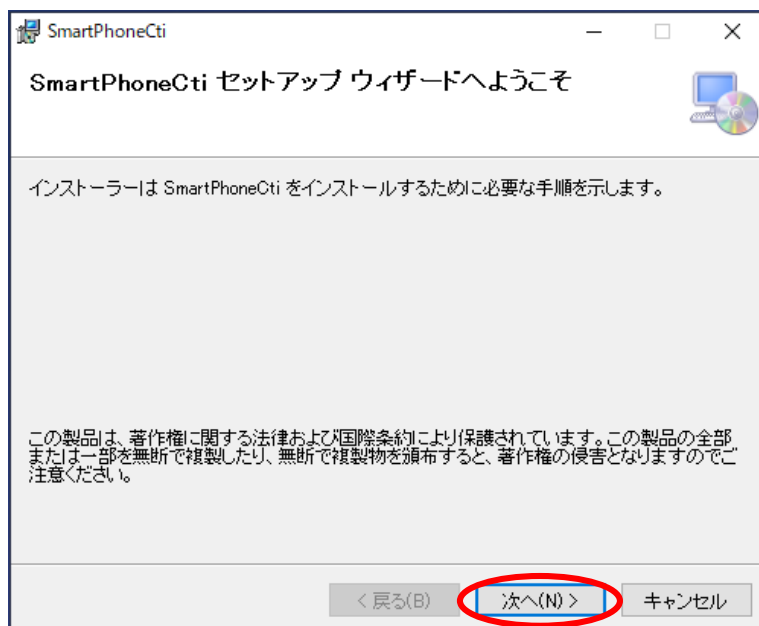 SmartPhoneCti
SmartPhoneCti セットアップ ウィザードへようこそ
インストーラーは SmartPhoneCti をインストールするために必要な手順を示します。
この製品は、著作権に関する法律および国際条約により保護されています。この製品の全部
または一部を無断で複製したり、無断で複製物を頒布すると、著作権の侵害となりますのでご
注意ください。
< 戻る(B)
次へ(N) >
キャンセル